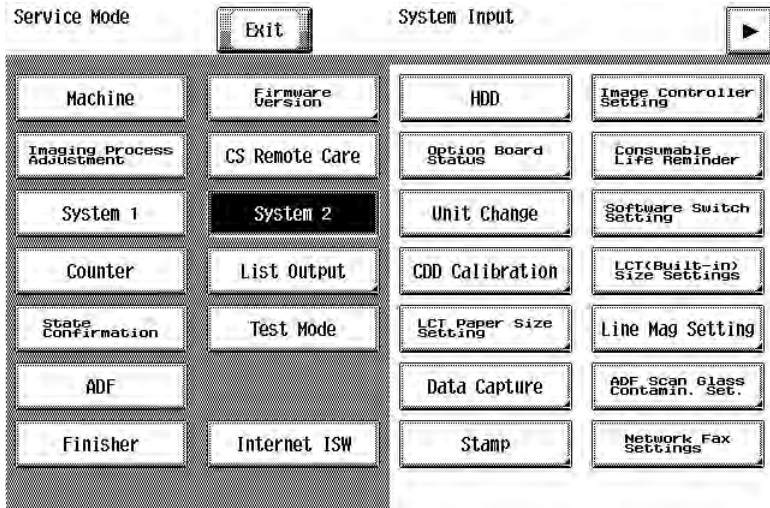 Service Mode
Exit
System Input
Machine
Firmware
Version
HDD
Image Controller
Setting
Imaging Process
Adjustment
CS Remote Care
Option Board
Status
Consumable
Life Reminder
System 1
System 2
Unit Change
Software Switch
Setting
Counter
List Output
CDD Calibration
LCT(Built-in)
Size Settings
State
Confirmation
Test Mode
LCT Paper Size
Setting
Line Mag Setting
ADF
Data Capture
ADF Scan Glass
Contamin. Set.
Finisher
Internet ISW
Stamp
Network Fax
Settings